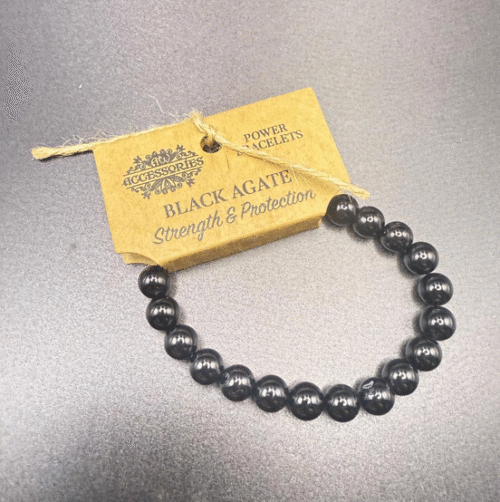 AW
ACCESSORIES
POWER
BRACELETS
BLACK AGATE
Strength & Protection